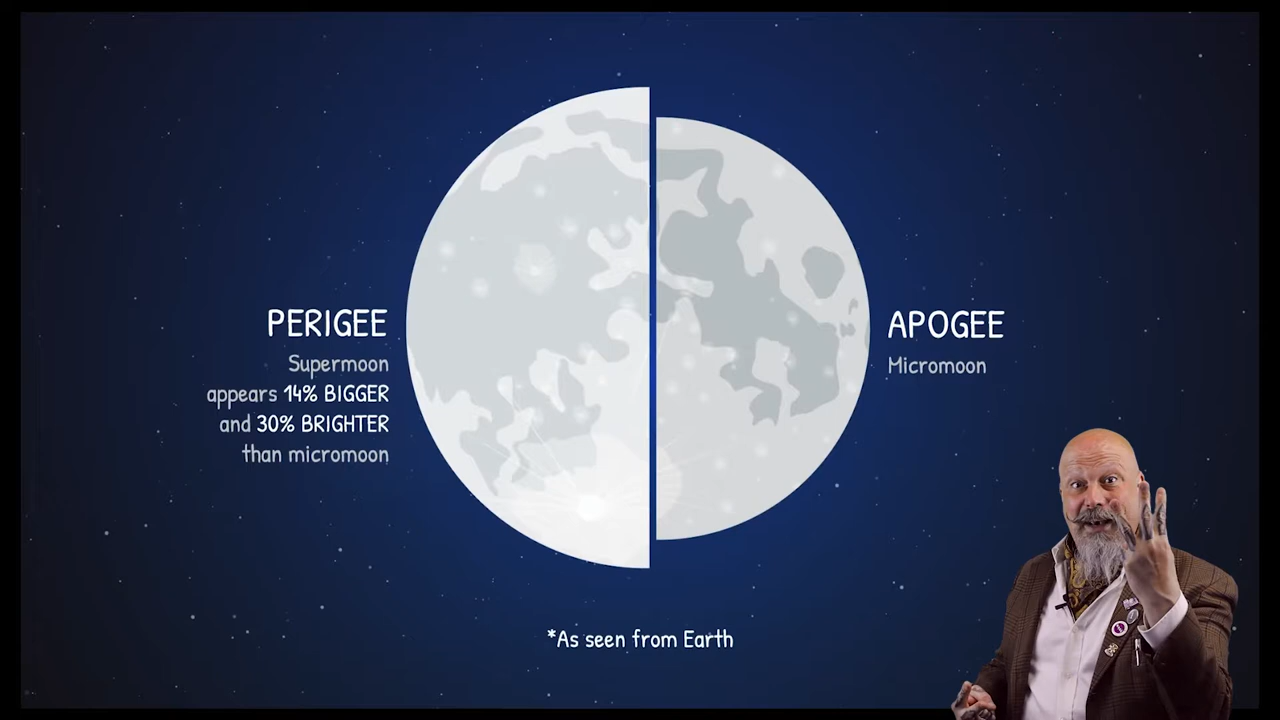 PERIGEE
Supermoon
appears 14% BIGGER
and 30% BRIGHTER
than micromoon
APOGEE
Micromoon
*As seen from Earth